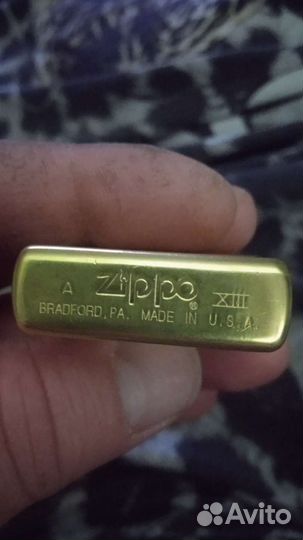 A Zippo® XIII
BRADFORD, PA. MADE IN U.S.A.
Avito